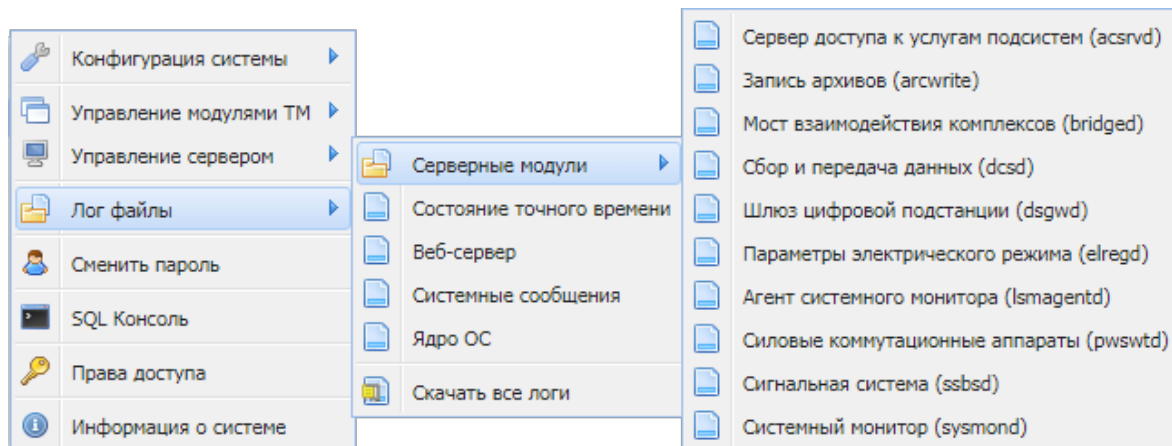 Конфигурация системы
Управление модулями ТМ
Управление сервером
Лог файлы
Сменить пароль
SQL Консоль
Права доступа
Информация о системе
Серверные модули
Состояние точного времени
Веб-сервер
Системные сообщения
Ядро ОС
Скачать все логи
Сервер доступа к услугам подсистем (acsrvd)
Запись архивов (arcwrite)
Мост взаимодействия комплексов (bridged)
Сбор и передача данных (dcsd)
Шлюз цифровой подстанции (dsgwd)
Параметры электрического режима (elregd)
Агент системного монитора (lsmagentd)
Силовые коммутационные аппараты (pwswtd)
Сигнальная система (ssbsd)
Системный монитор (sysmond)